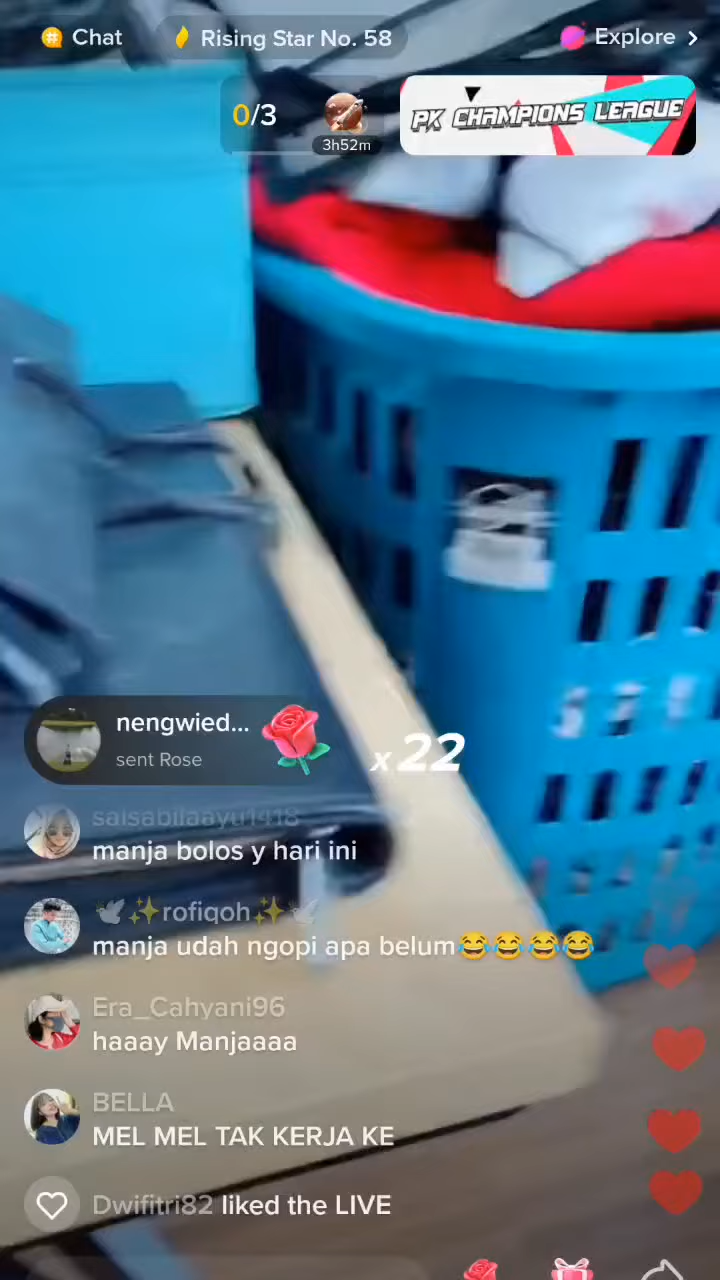 Chat
Rising Star No. 58
Explore
0/3
3h52m
PK CHAMPIONS LEAGUE
nengwied...
sent Rose
x 22
salsabilaayu1418
manja bolos y hari ini
🕊✨rofiqoh✨🕊
manja udah ngopi apa belum😂😂😂😂
Era_Cahyani96
haaay Manjaaaa
BELLA
MEL MEL TAK KERJA KE
Dwifitri82 liked the LIVE